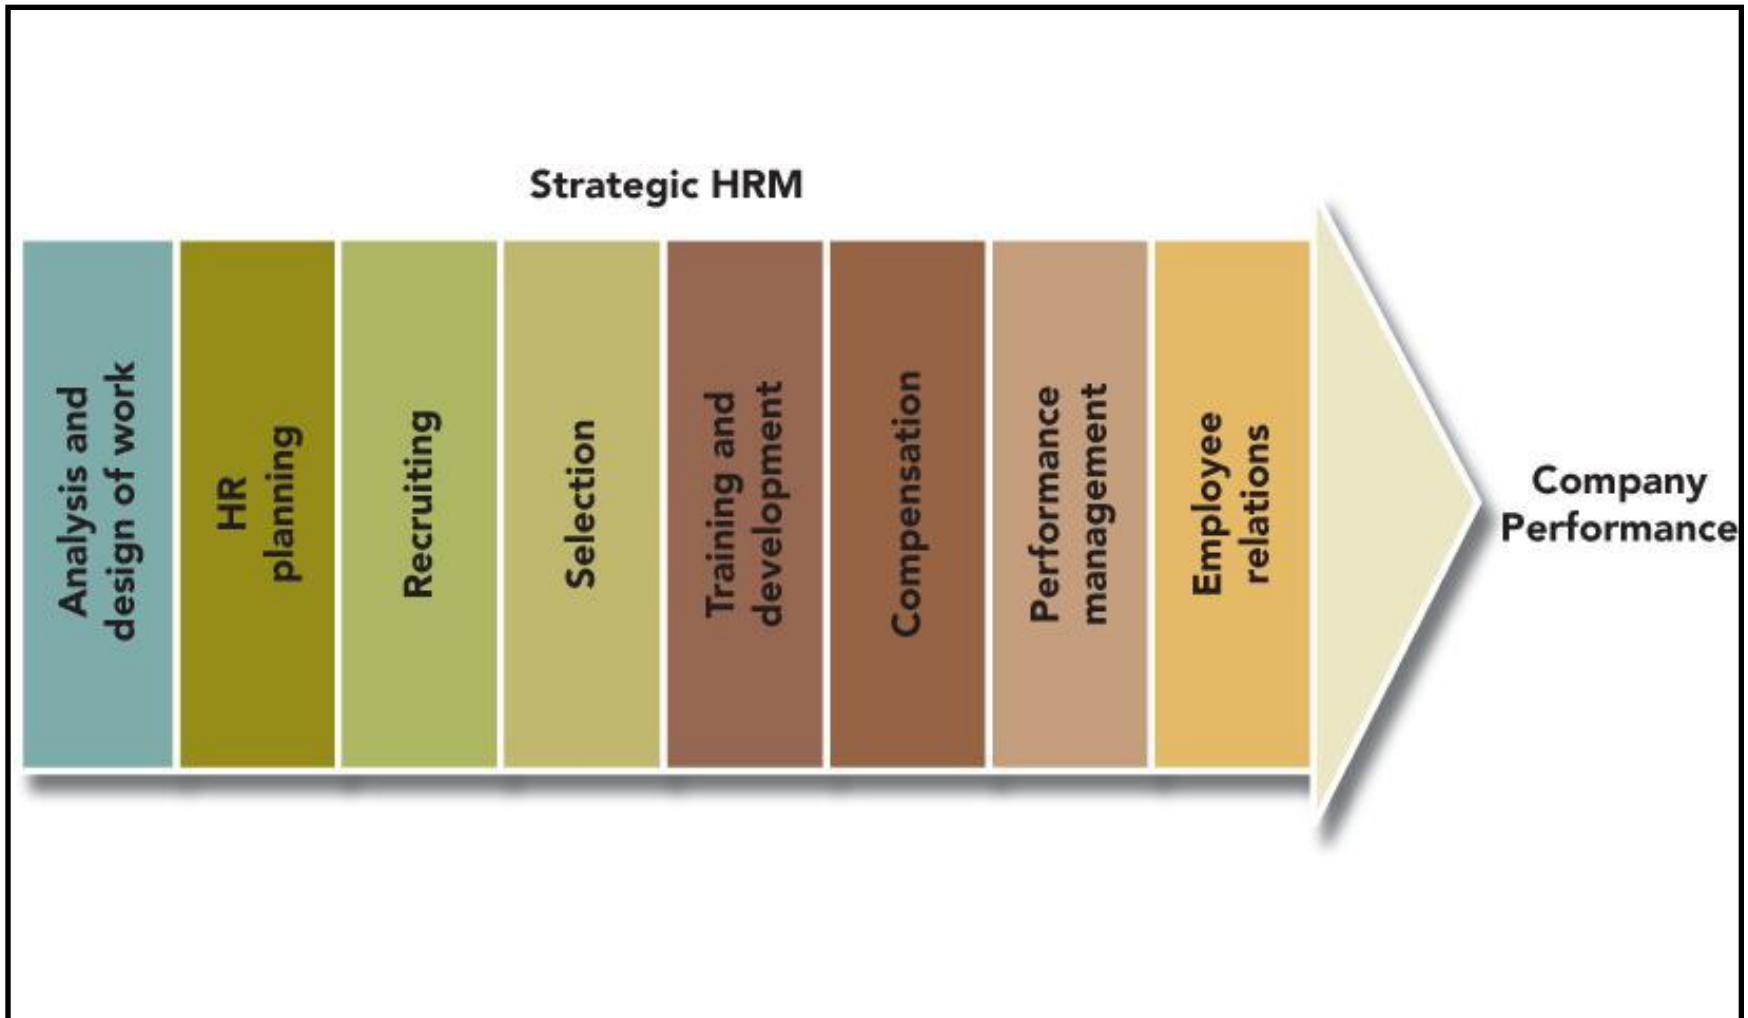 Strategic HRM
Analysis and
design of work
HR
planning
Recruiting
Selection
Training and
development
Compensation
Performance
management
Employee
relations
Company
Performance